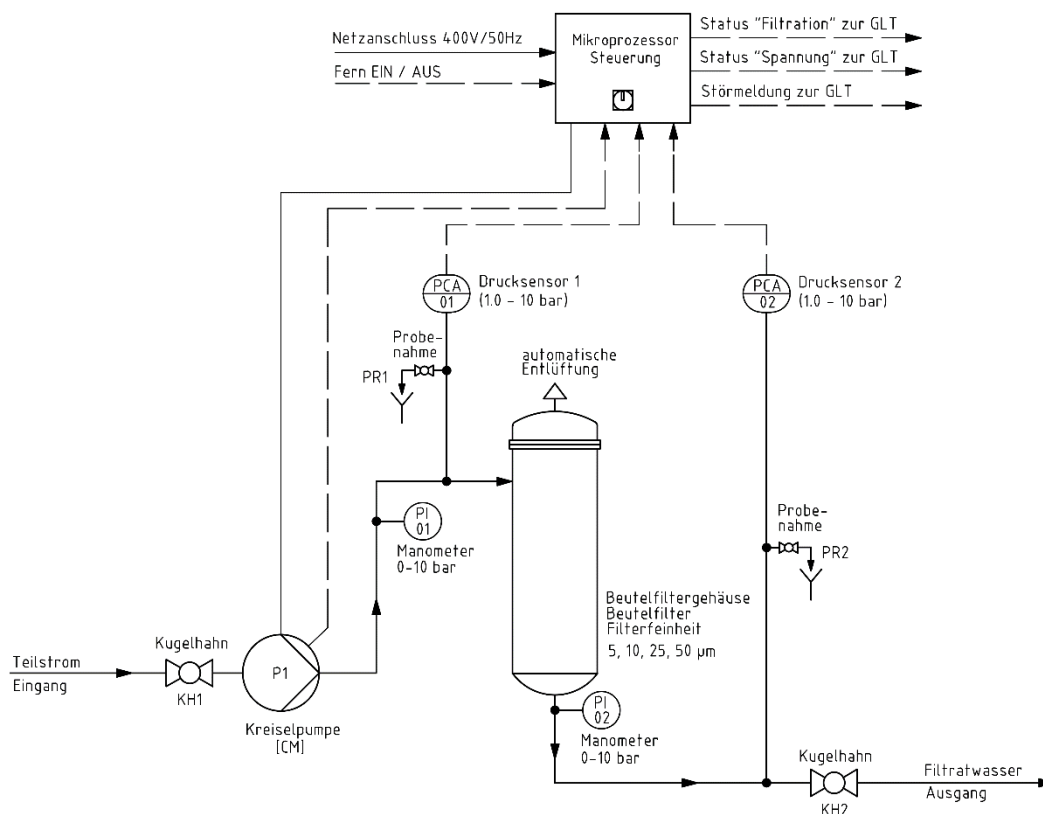 Netzanschluss 400V/50Hz
Fern EIN / AUS
Mikroprozessor
Steuerung
Status "Filtration" zur GLT
Status "Spannung" zur GLT
Störmeldung zur GLT
PCA
01
Drucksensor 1
(1.0 - 10 bar)
PCA
02
Drucksensor 2
(1.0 - 10 bar)
Probe-
nahme
PR1
automatische
Entlüftung
PI
01
Manometer
0-10 bar
Probe-
nahme
PR2
Beutelfiltergehäuse
Beutelfilter
Filterfeinheit
5, 10, 25, 50 µm
Teilstrom
Eingang
Kugelhahn
KH1
P1
Kreiselpumpe
[CM]
PI
02
Manometer
0-10 bar
Kugelhahn
KH2
Filtratwasser
Ausgang